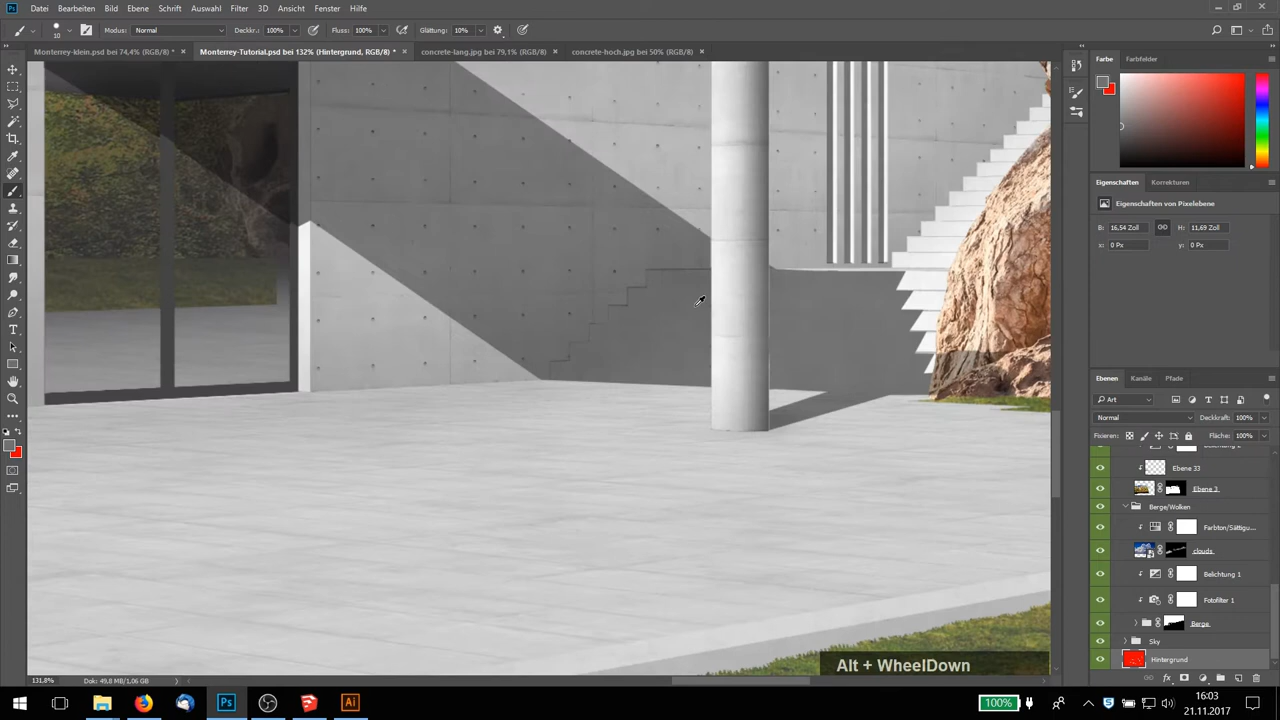 Datei Bearbeiten Bild Ebene Schrift Auswahl Filter 3D Ansicht Fenster Hilfe
10 Modus: Normal Deckkr.: 100% Fluss: 100% Glättung: 10%
Monterrey-klein.psd bei 74,4% (RGB/8) * Monterrey-Tutorial.psd bei 132% (Hintergrund, RGB/8) * concrete-lang.jpg bei 79,1% (RGB/8) concrete-hoch.jpg bei 50% (RGB/8)
Farbe Farbfelder
Eigenschaften Korrekturen
Eigenschaften von Pixelebene
B: 16,54 Zoll H: 11,69 Zoll
x: 0 Px y: 0 Px
Ebenen Kanäle Pfade
Art
Normal Deckkraft: 100%
Fixieren: Fläche: 100%
Ebene 33
Ebene 3
Berge/Wolken
Farbton/Sättigu...
clouds
Belichtung 1
Fotofilter 1
Berge
Sky
Hintergrund
Alt + WheelDown
131,8% Dok: 49,8 MB/1,06 GB
Ps Ai 100% 16:03
21.11.2017